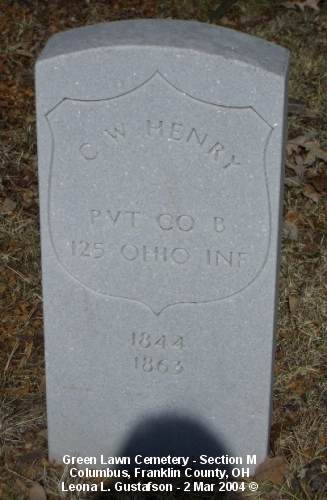 C W HENRY
PVT CO B
125 OHIO INF
1844
1863
Green Lawn Cemetery - Section M
Columbus, Franklin County, OH
Leona L. Gustafson - 2 Mar 2004 ©